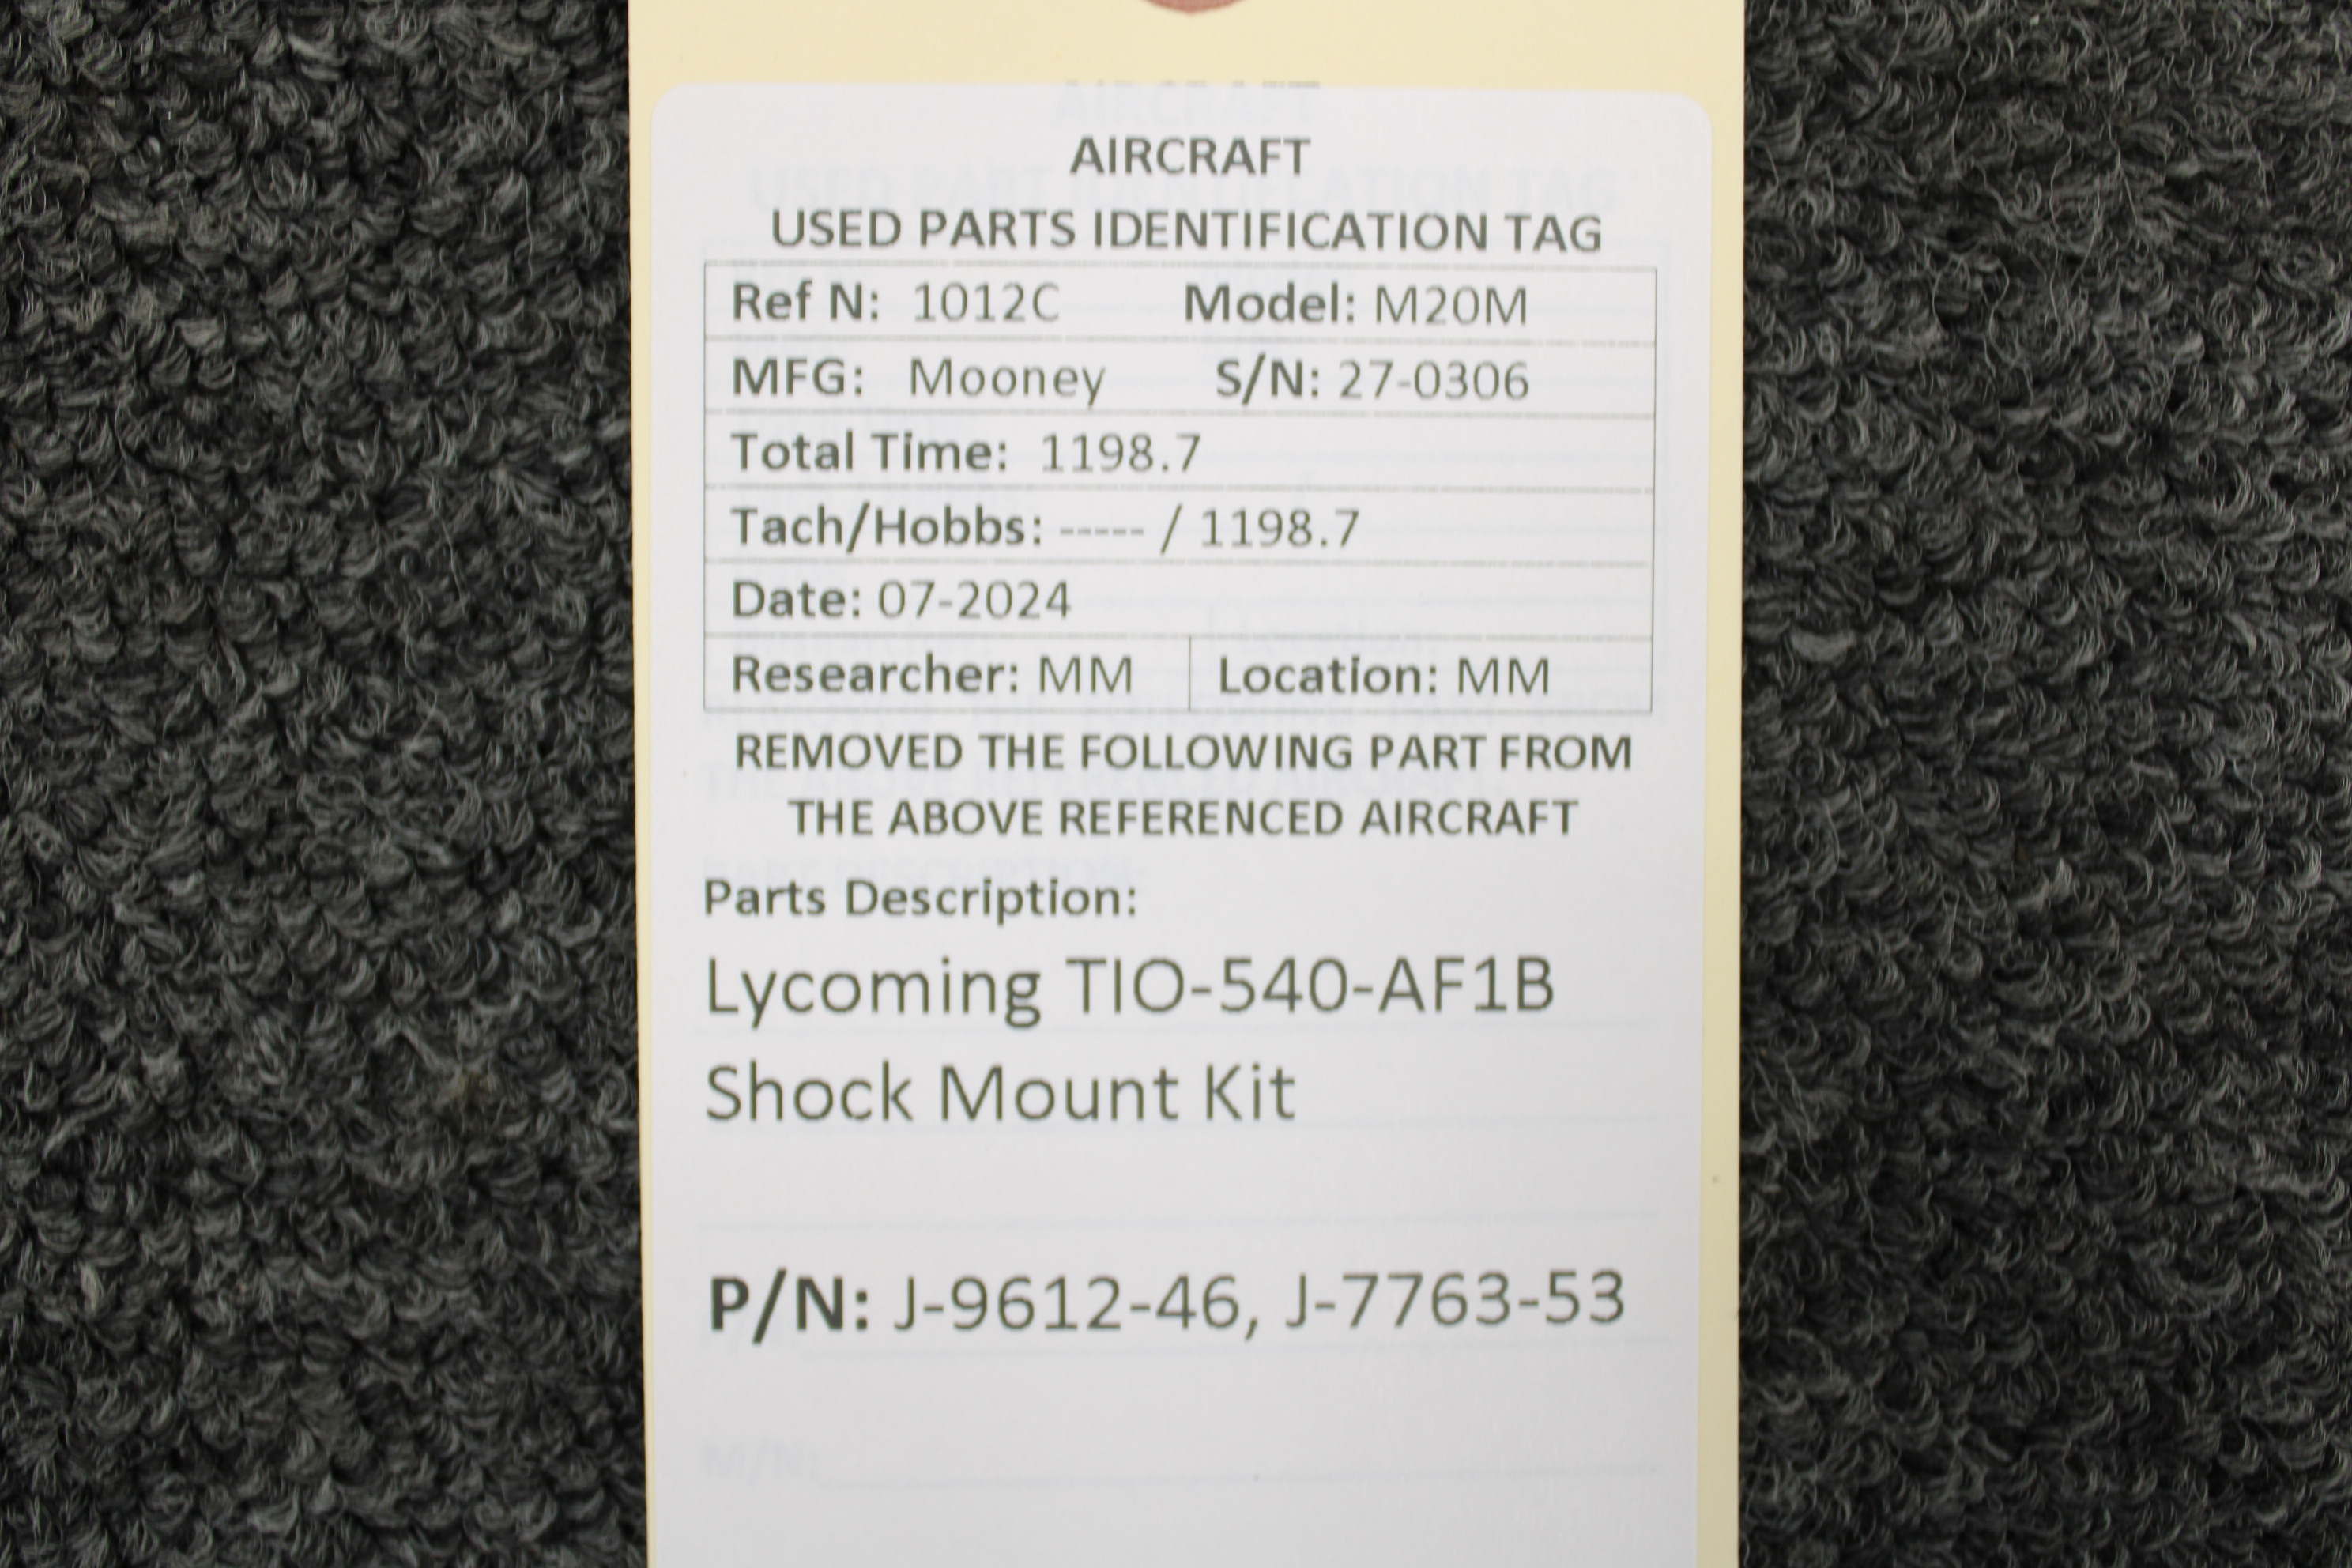 AIRCRAFT
USED PARTS IDENTIFICATION TAG
Ref N: 1012C Model: M20M
MFG: Mooney S/N: 27-0306
Total Time: 1198.7
Tach/Hobbs: ----- / 1198.7
Date: 07-2024
Researcher: MM Location: MM
REMOVED THE FOLLOWING PART FROM
THE ABOVE REFERENCED AIRCRAFT
Parts Description:
Lycoming TIO-540-AF1B
Shock Mount Kit
P/N: J-9612-46, J-7763-53
M/N: